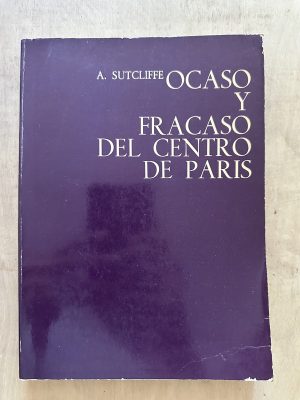 A. SUTCLIFFE OCASO
Y
FRACASO
DEL CENTRO
DE PARIS